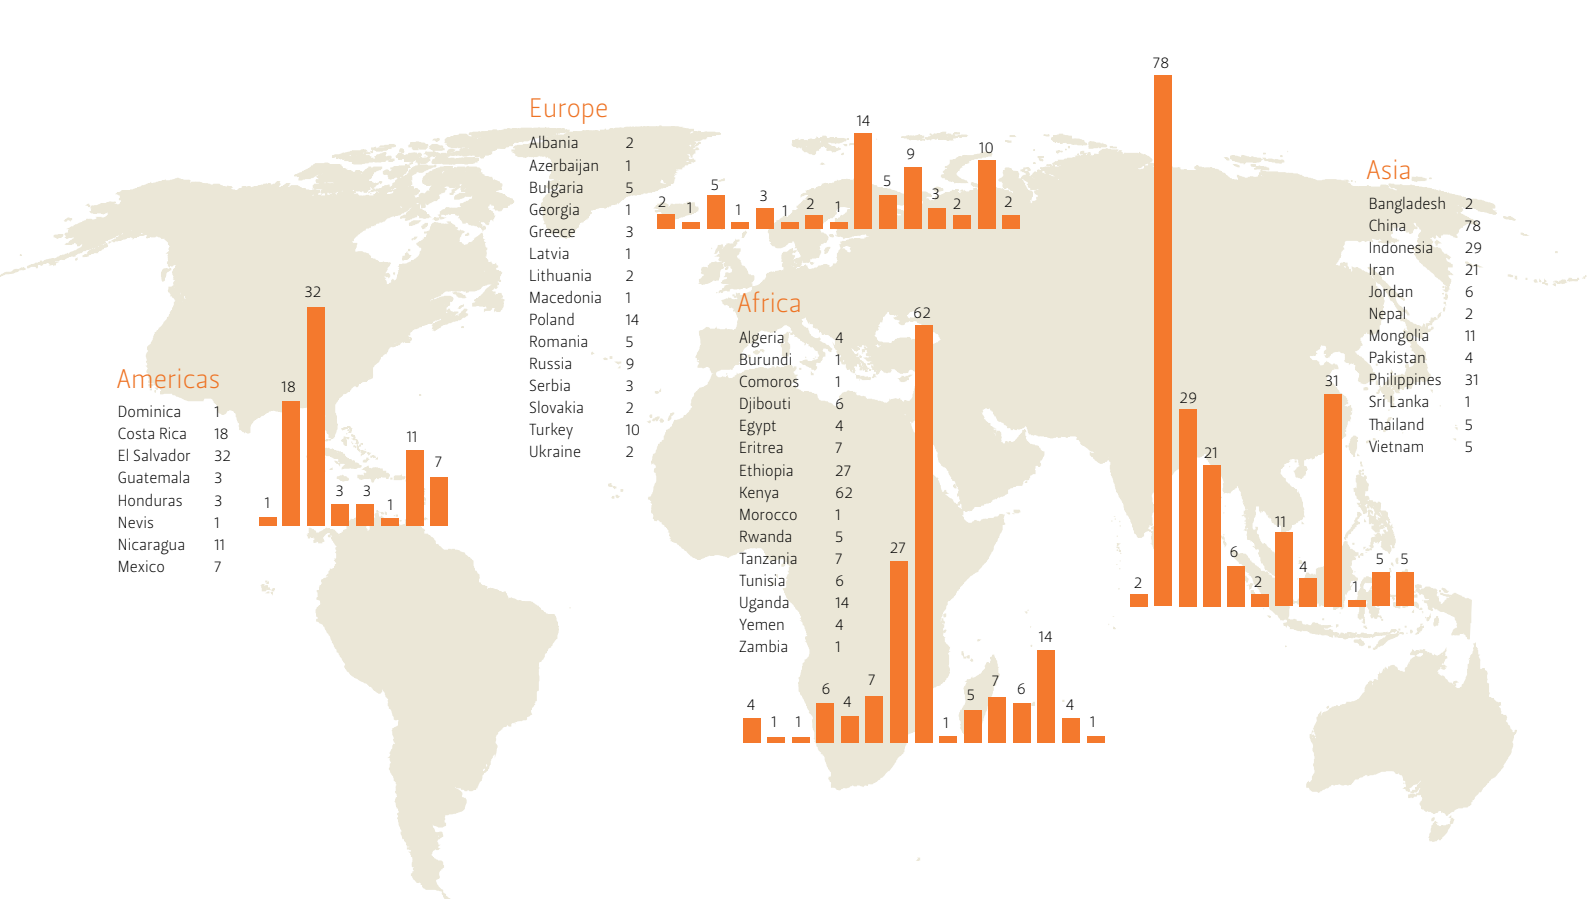 Europe
Albania 2
Azerbaijan 1
Bulgaria 5
Georgia 1
Greece 3
Latvia 1
Lithuania 2
Macedonia 1
Poland 14
Romania 5
Russia 9
Serbia 3
Slovakia 2
Turkey 10
Ukraine 2
2 1 5 1 3 1 2 1 14 5 9 3 2 10 2
Americas
Dominica 1
Costa Rica 18
El Salvador 32
Guatemala 3
Honduras 3
Nevis 1
Nicaragua 11
Mexico 7
1 18 32 3 3 1 11 7
Africa
Algeria 4
Burundi 1
Comoros 1
Djibouti 6
Egypt 4
Eritrea 7
Ethiopia 27
Kenya 62
Morocco 1
Rwanda 5
Tanzania 7
Tunisia 6
Uganda 14
Yemen 4
Zambia 1
4 1 1 6 4 7 27 62 1 5 7 6 14 4 1
Asia
Bangladesh 2
China 78
Indonesia 29
Iran 21
Jordan 6
Nepal 2
Mongolia 11
Pakistan 4
Philippines 31
Sri Lanka 1
Thailand 5
Vietnam 5
2 78 29 21 6 2 11 4 31 1 5 5